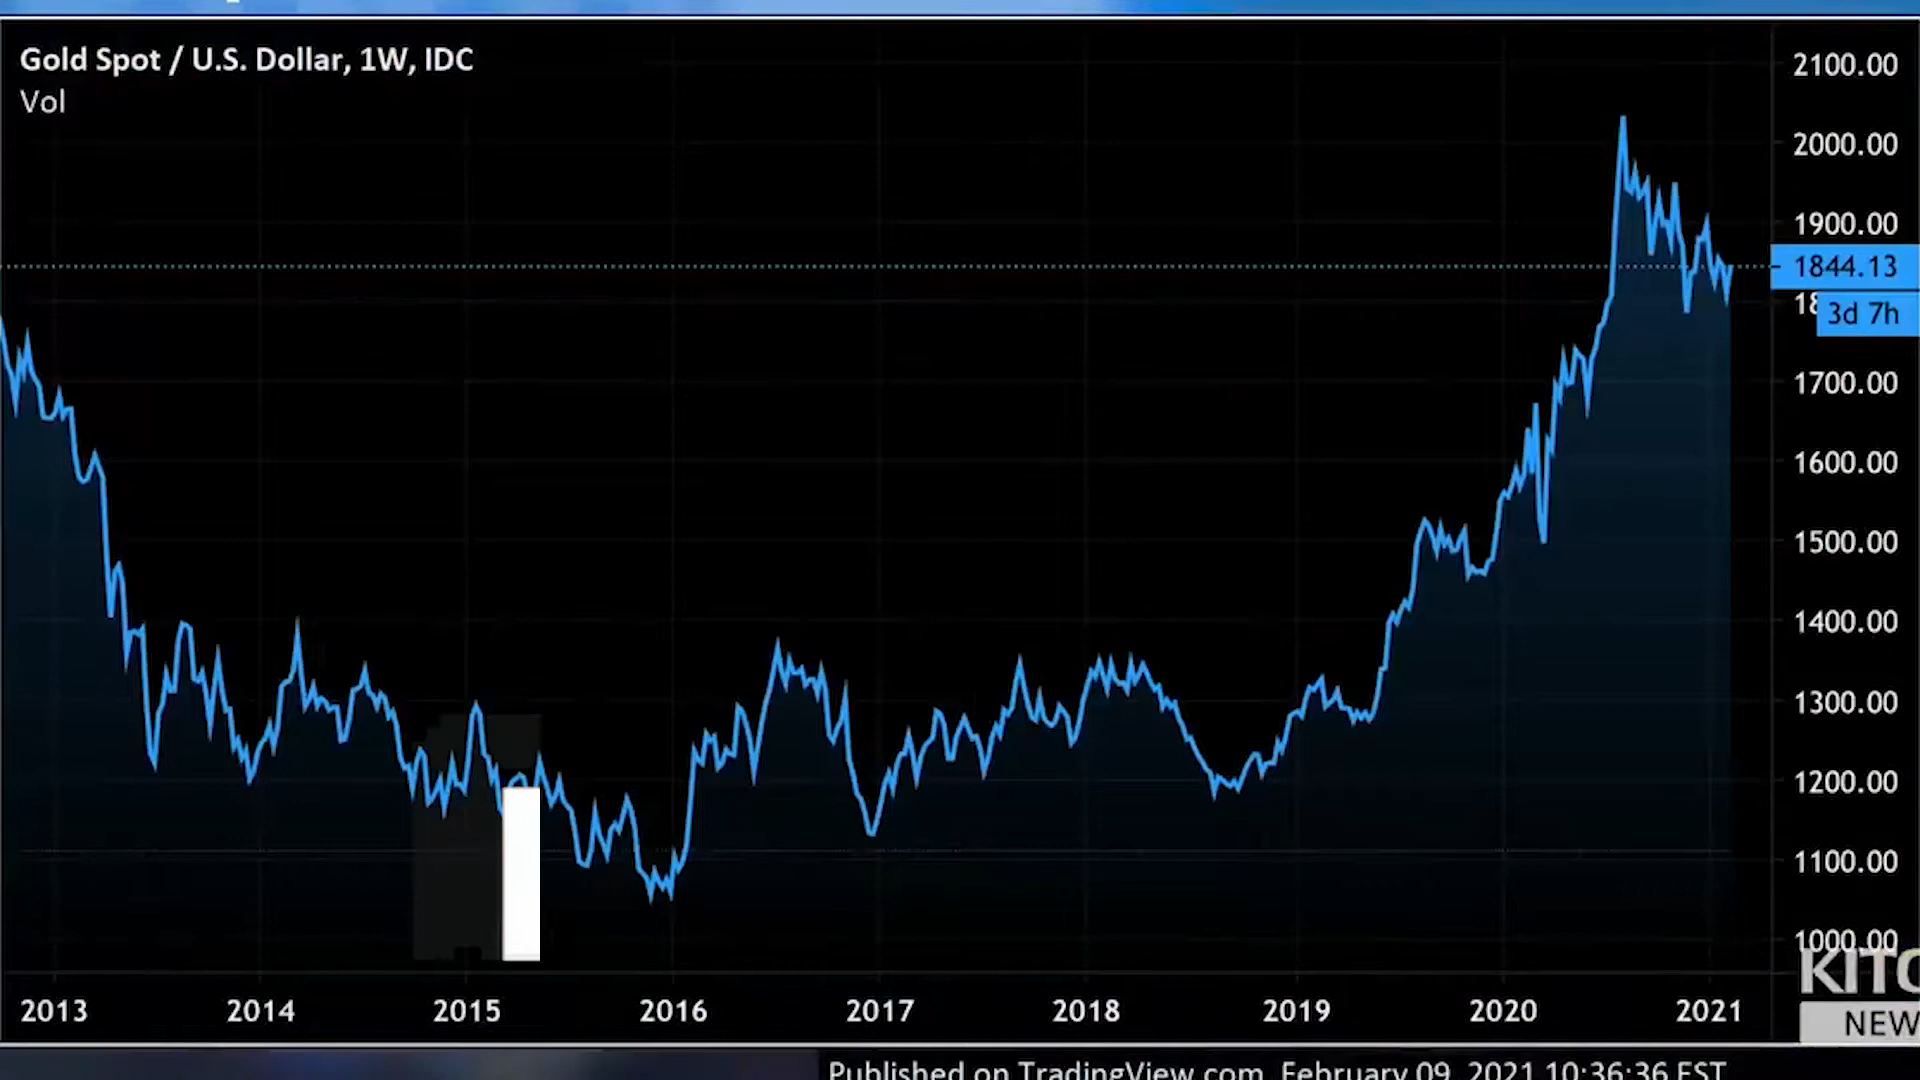 Gold Spot / U.S. Dollar, 1W, IDC
Vol
2100.00
2000.00
1900.00
1844.13
18
3d 7h
1700.00
1600.00
1500.00
1400.00
1300.00
1200.00
1100.00
1000.00
KITC
NEW
2013 2014 2015 2016 2017 2018 2019 2020 2021
Published on TradingView.com, February 09, 2021 10:36:36 EST